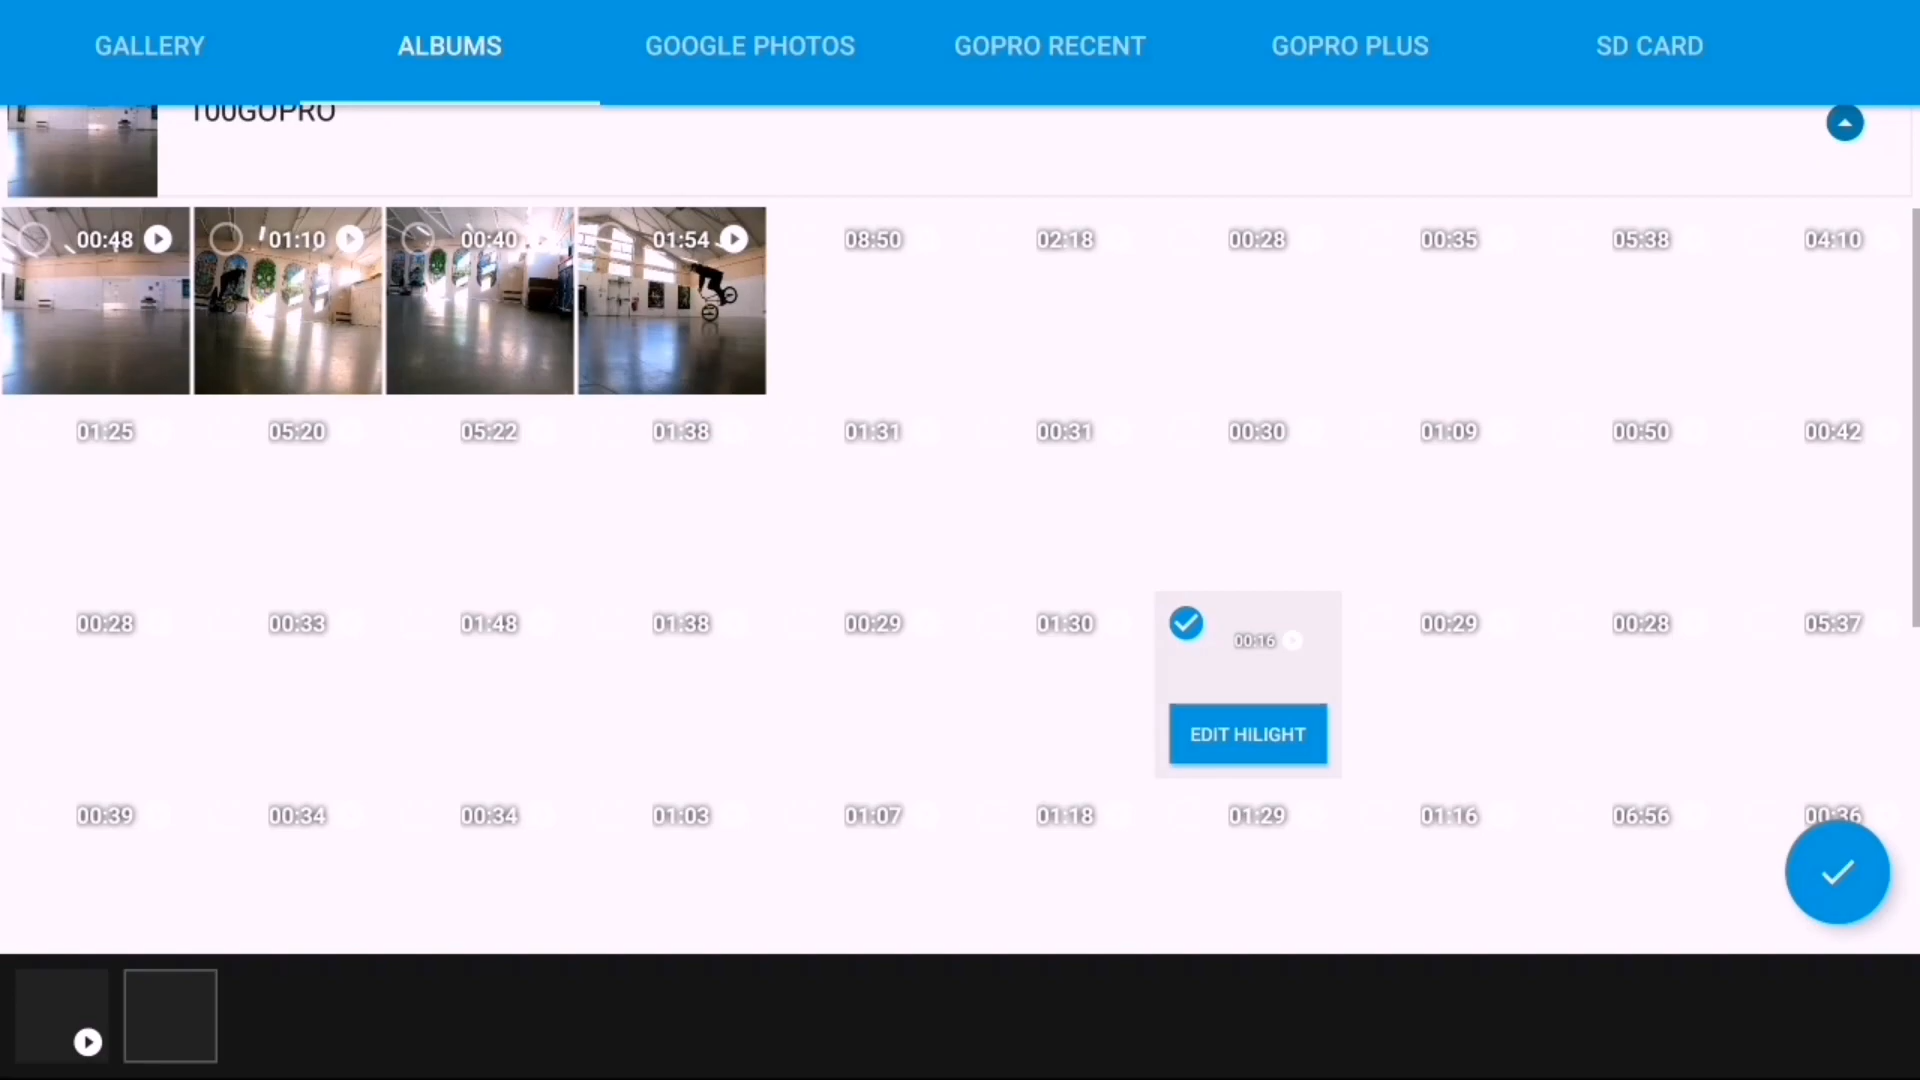 GALLERY ALBUMS GOOGLE PHOTOS GOPRO RECENT GOPRO PLUS SD CARD
100GOPRO
00:48 01:10 00:40 01:54 08:50 02:18 00:28 00:35 05:38 04:10
01:25 05:20 05:22 01:38 01:31 00:31 00:30 01:09 00:50 00:42
00:28 00:33 01:48 01:38 00:29 01:30 00:16 00:29 00:28 05:37
EDIT HILIGHT
00:39 00:34 00:34 01:03 01:07 01:18 01:29 01:16 06:56 00:36